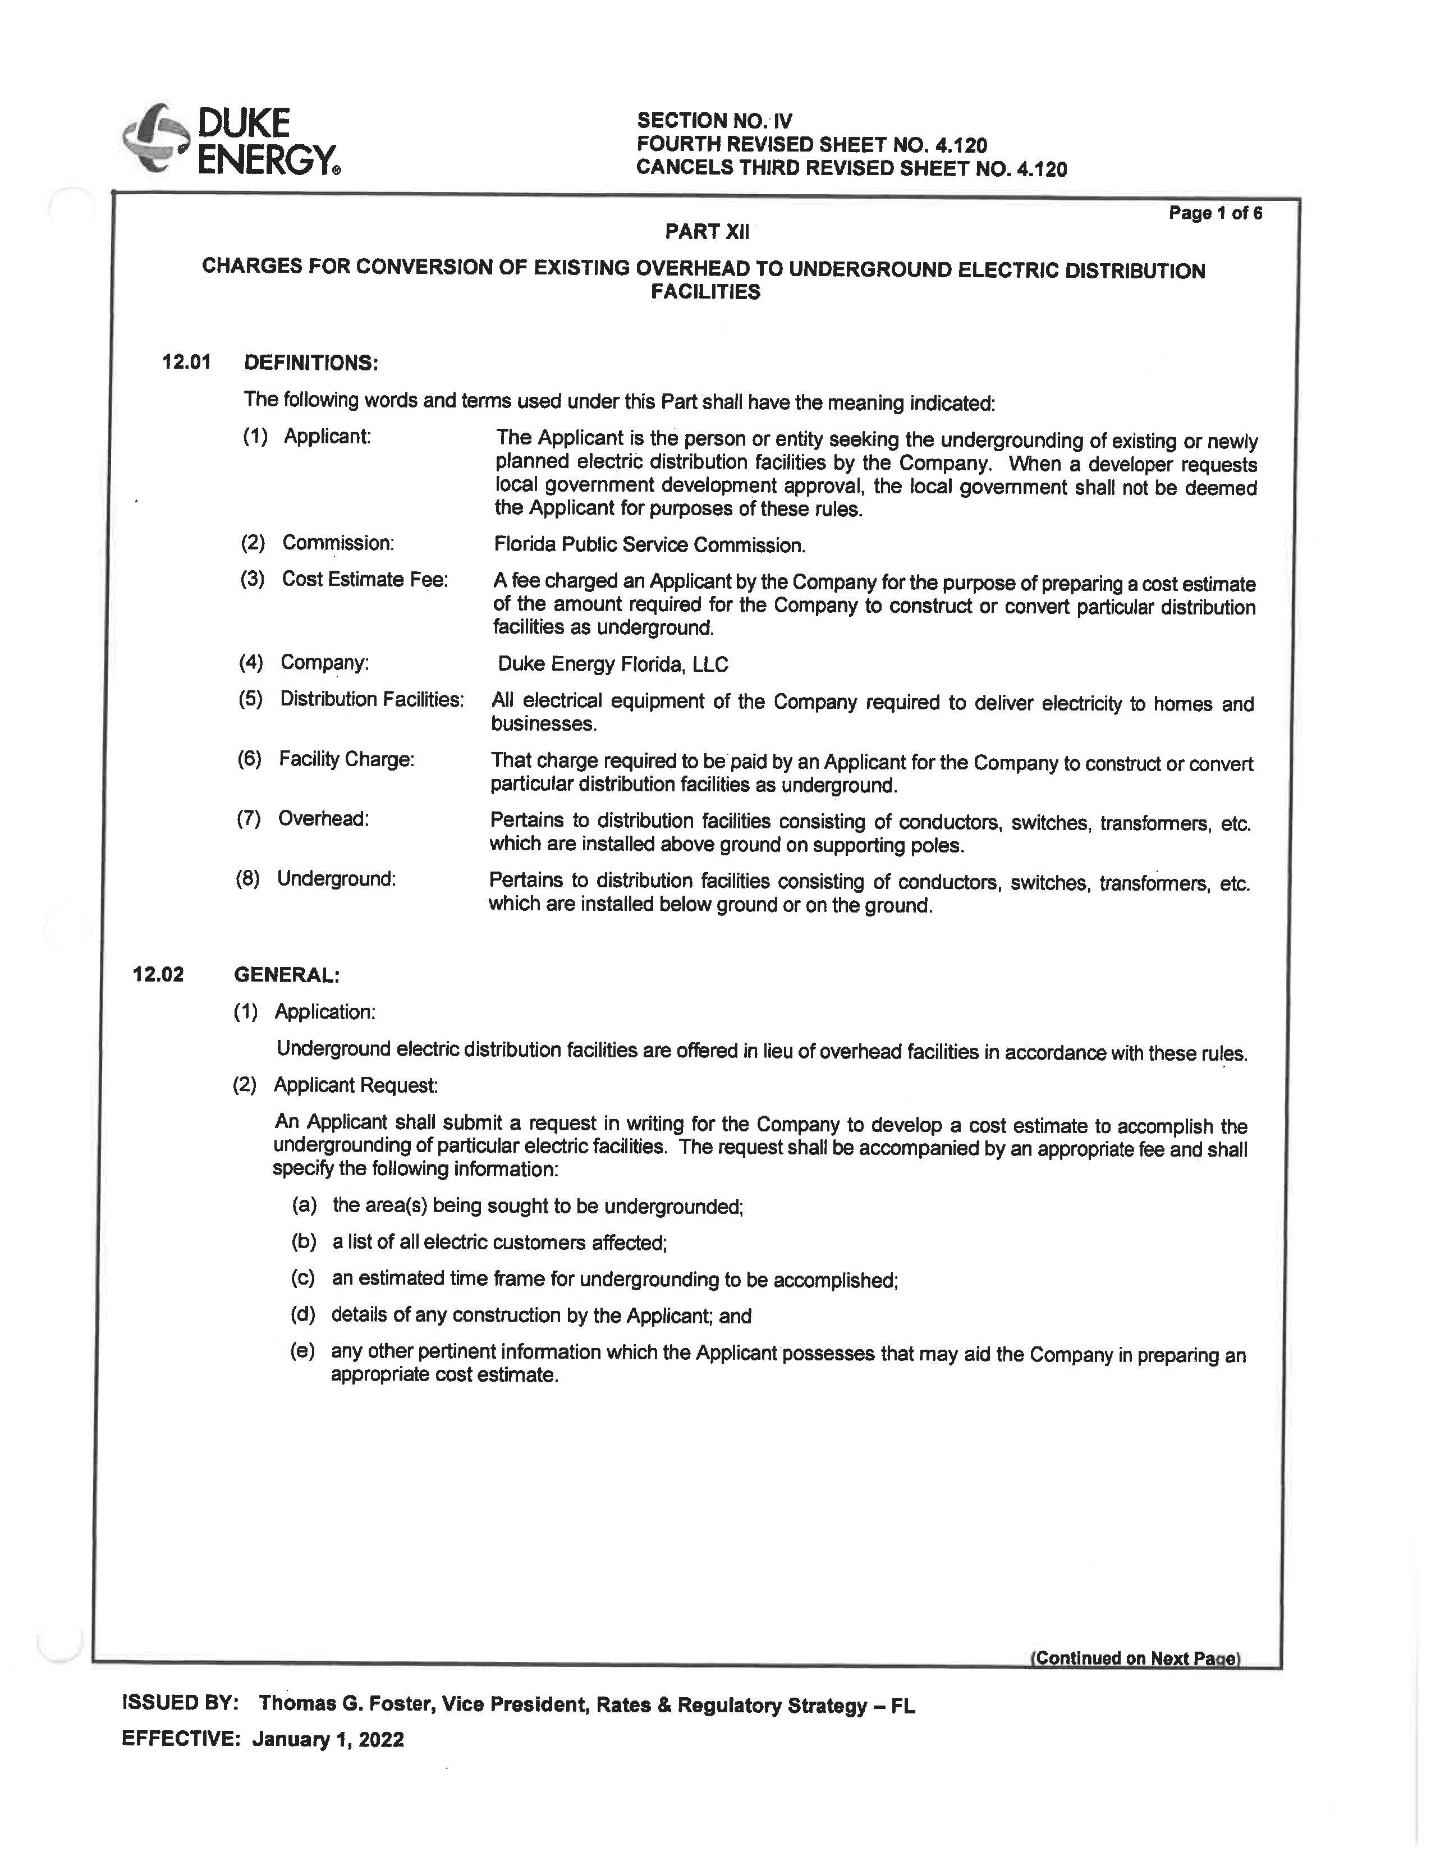 DUKE
ENERGY®
SECTION NO. IV
FOURTH REVISED SHEET NO. 4.120
CANCELS THIRD REVISED SHEET NO. 4.120
Page 1 of 6
PART XII
CHARGES FOR CONVERSION OF EXISTING OVERHEAD TO UNDERGROUND ELECTRIC DISTRIBUTION
FACILITIES
12.01 DEFINITIONS:
The following words and terms used under this Part shall have the meaning indicated:
(1) Applicant: The Applicant is the person or entity seeking the undergrounding of existing or newly
planned electric distribution facilities by the Company. When a developer requests
local government development approval, the local government shall not be deemed
the Applicant for purposes of these rules.
(2) Commission: Florida Public Service Commission.
(3) Cost Estimate Fee: A fee charged an Applicant by the Company for the purpose of preparing a cost estimate
of the amount required for the Company to construct or convert particular distribution
facilities as underground.
(4) Company: Duke Energy Florida, LLC
(5) Distribution Facilities: All electrical equipment of the Company required to deliver electricity to homes and
businesses.
(6) Facility Charge: That charge required to be paid by an Applicant for the Company to construct or convert
particular distribution facilities as underground.
(7) Overhead: Pertains to distribution facilities consisting of conductors, switches, transformers, etc.
which are installed above ground on supporting poles.
(8) Underground: Pertains to distribution facilities consisting of conductors, switches, transformers, etc.
which are installed below ground or on the ground.
12.02 GENERAL:
(1) Application:
Underground electric distribution facilities are offered in lieu of overhead facilities in accordance with these rules.
(2) Applicant Request:
An Applicant shall submit a request in writing for the Company to develop a cost estimate to accomplish the
undergrounding of particular electric facilities. The request shall be accompanied by an appropriate fee and shall
specify the following information:
(a) the area(s) being sought to be undergrounded;
(b) a list of all electric customers affected;
(c) an estimated time frame for undergrounding to be accomplished;
(d) details of any construction by the Applicant; and
(e) any other pertinent information which the Applicant possesses that may aid the Company in preparing an
appropriate cost estimate.
(Continued on Next Page)
ISSUED BY: Thomas G. Foster, Vice President, Rates & Regulatory Strategy – FL
EFFECTIVE: January 1, 2022